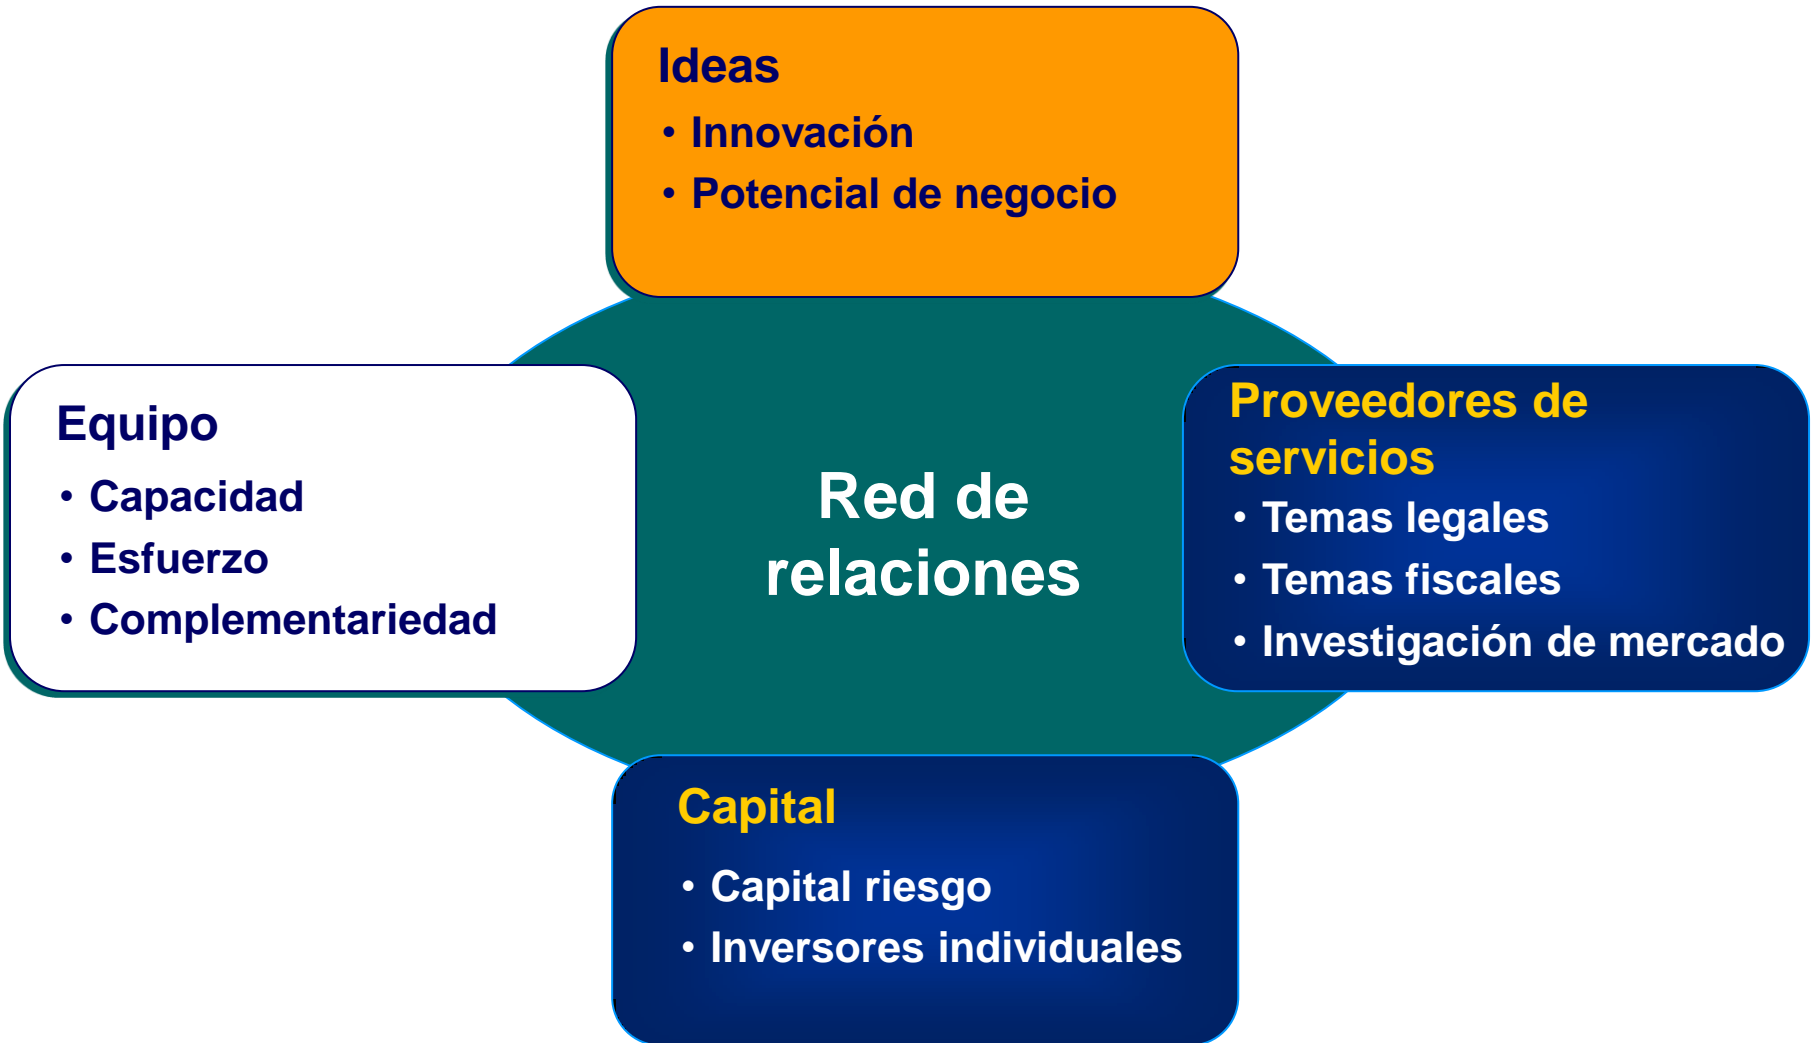 Ideas
• Innovación
• Potencial de negocio
Equipo
• Capacidad
• Esfuerzo
• Complementariedad
Red de
relaciones
Proveedores de
servicios
• Temas legales
• Temas fiscales
• Investigación de mercado
Capital
• Capital riesgo
• Inversores individuales